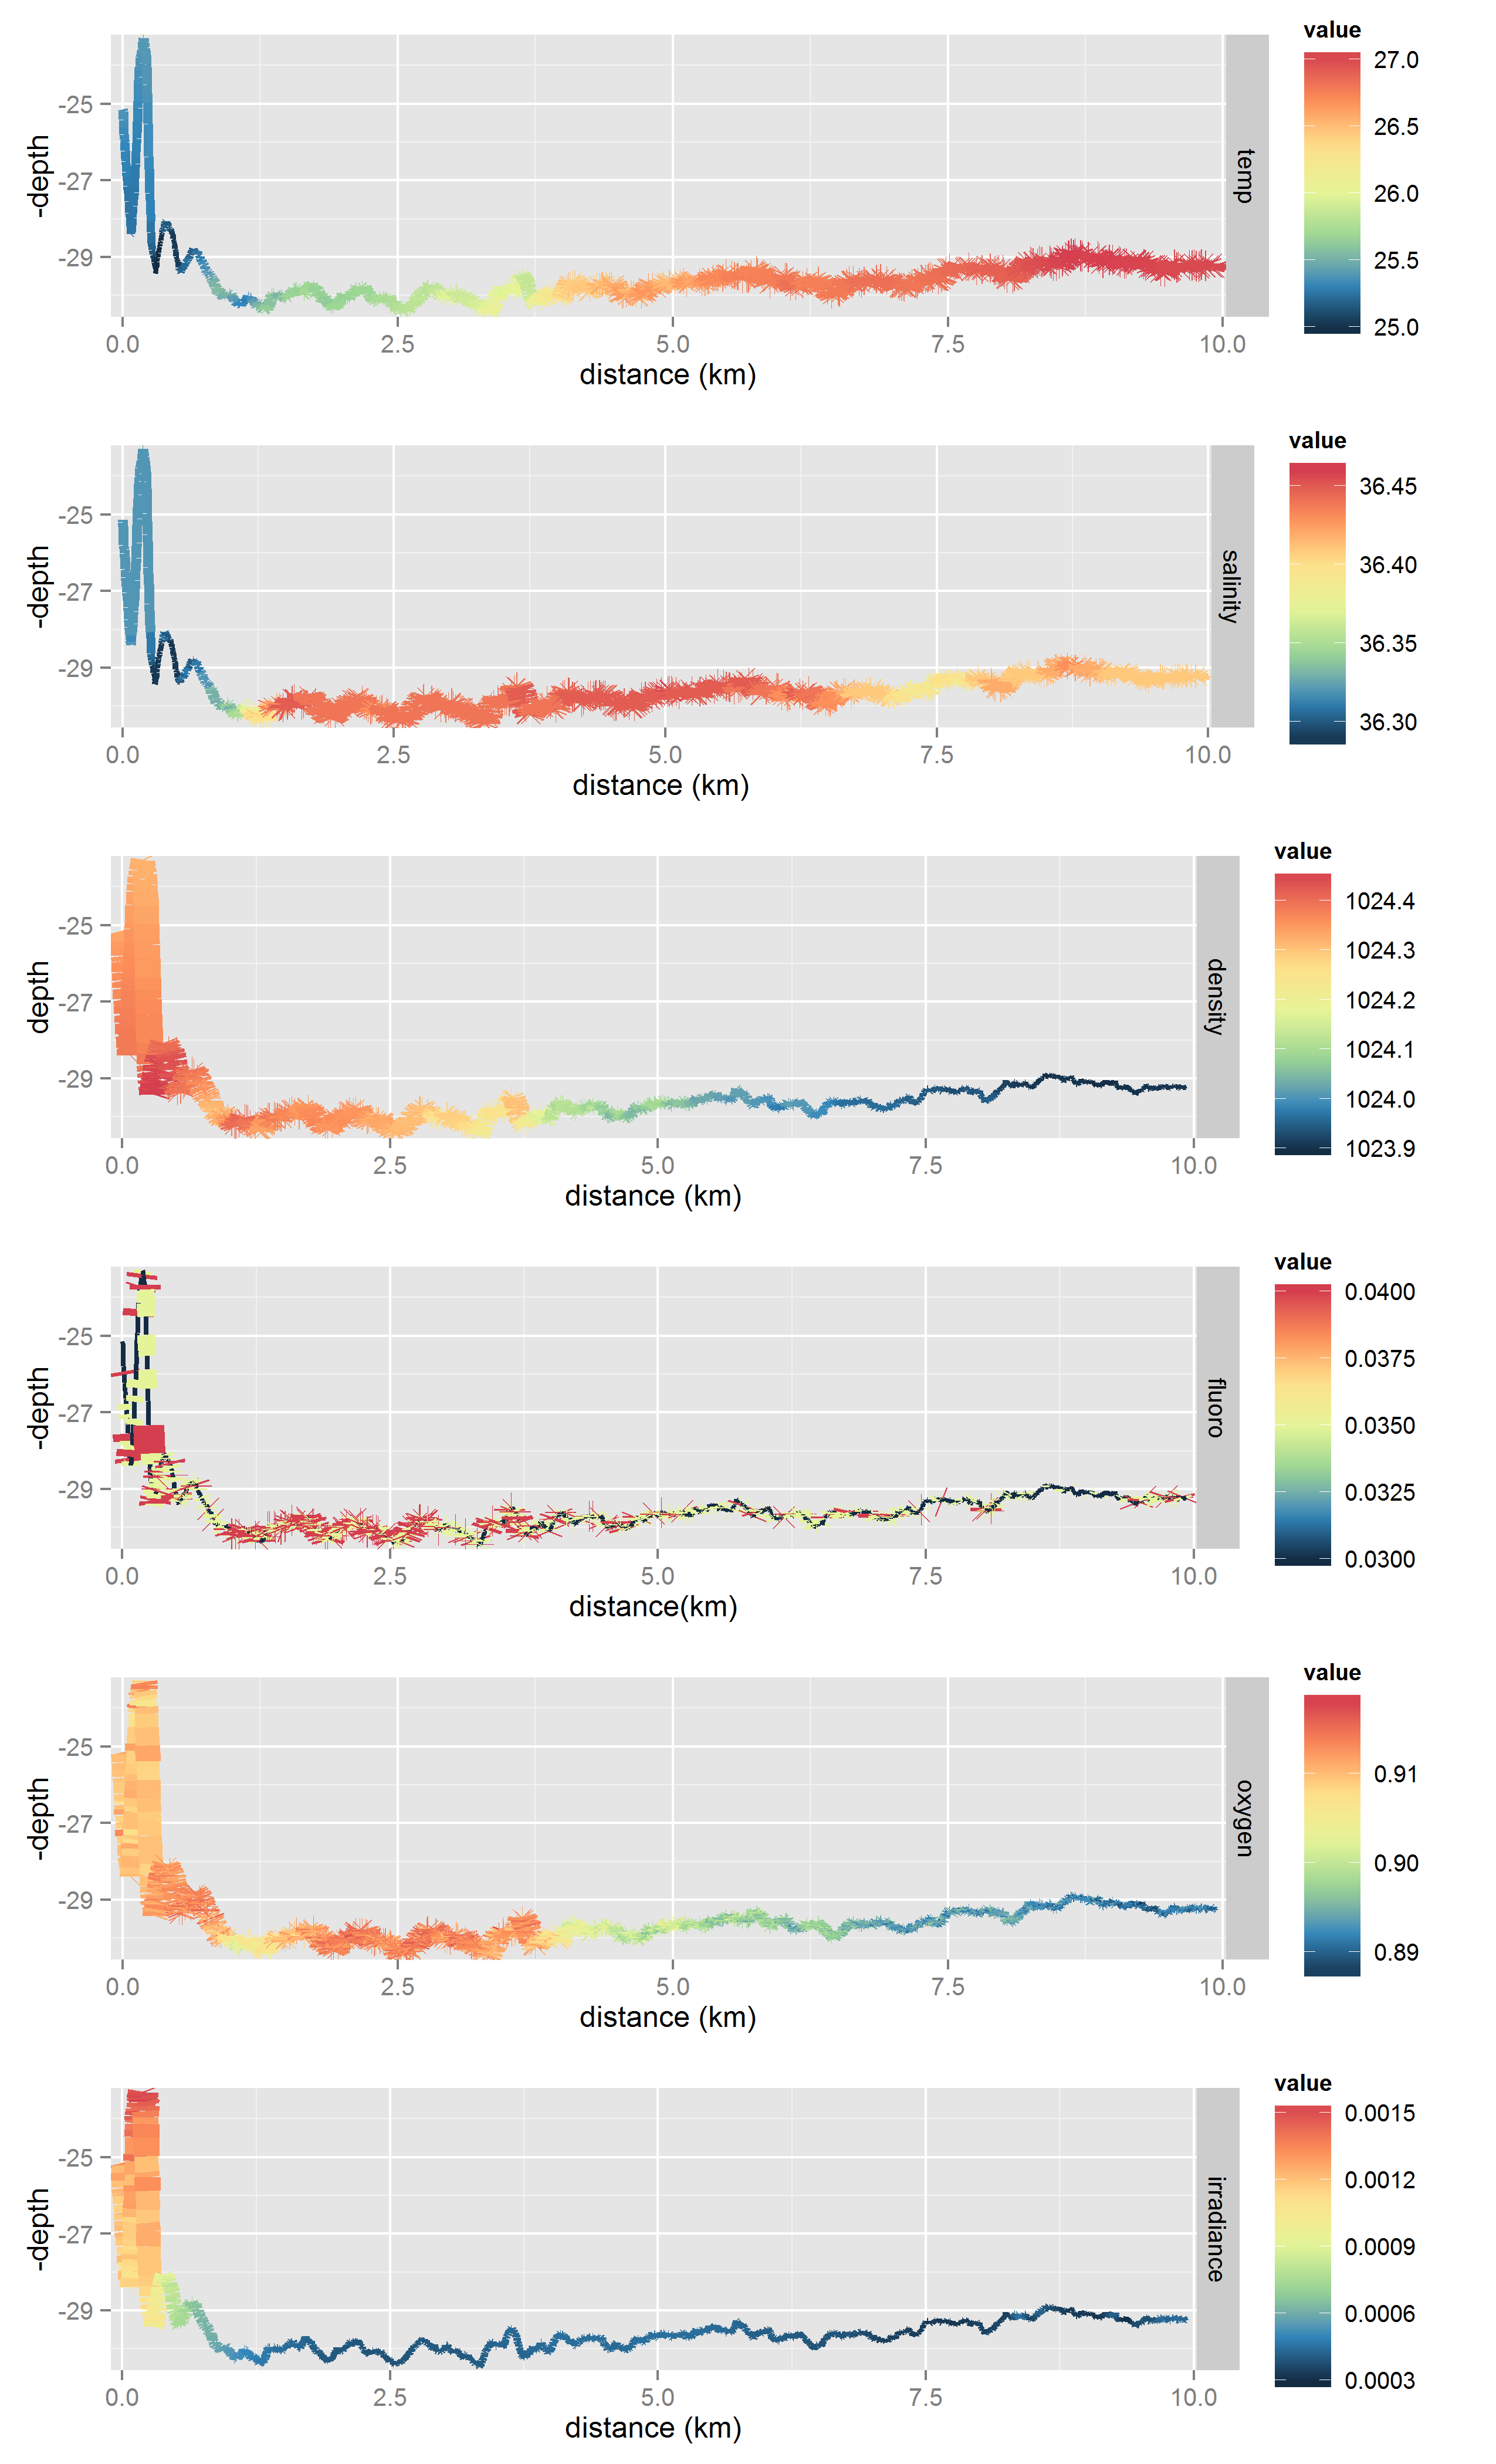 value
27.0
-25
26.5
-depth
-27
temp
26.0
-29
25.5
25.0
0.0 2.5 5.0 7.5 10.0
distance (km)
value
36.45
-25
36.40
-depth
-27
salinity
36.35
-29
36.30
0.0 2.5 5.0 7.5 10.0
distance (km)
value
1024.4
-25
1024.3
depth
-27
density
1024.2
1024.1
-29
1024.0
1023.9
0.0 2.5 5.0 7.5 10.0
distance (km)
value
0.0400
-25
0.0375
-depth
-27
fluoro
0.0350
-29
0.0325
0.0300
0.0 2.5 5.0 7.5 10.0
distance(km)
value
-25
0.91
-depth
-27
oxygen
0.90
-29
0.89
0.0 2.5 5.0 7.5 10.0
distance (km)
value
0.0015
-25
0.0012
-depth
-27
irradiance
0.0009
-29
0.0006
0.0003
0.0 2.5 5.0 7.5 10.0
distance (km)